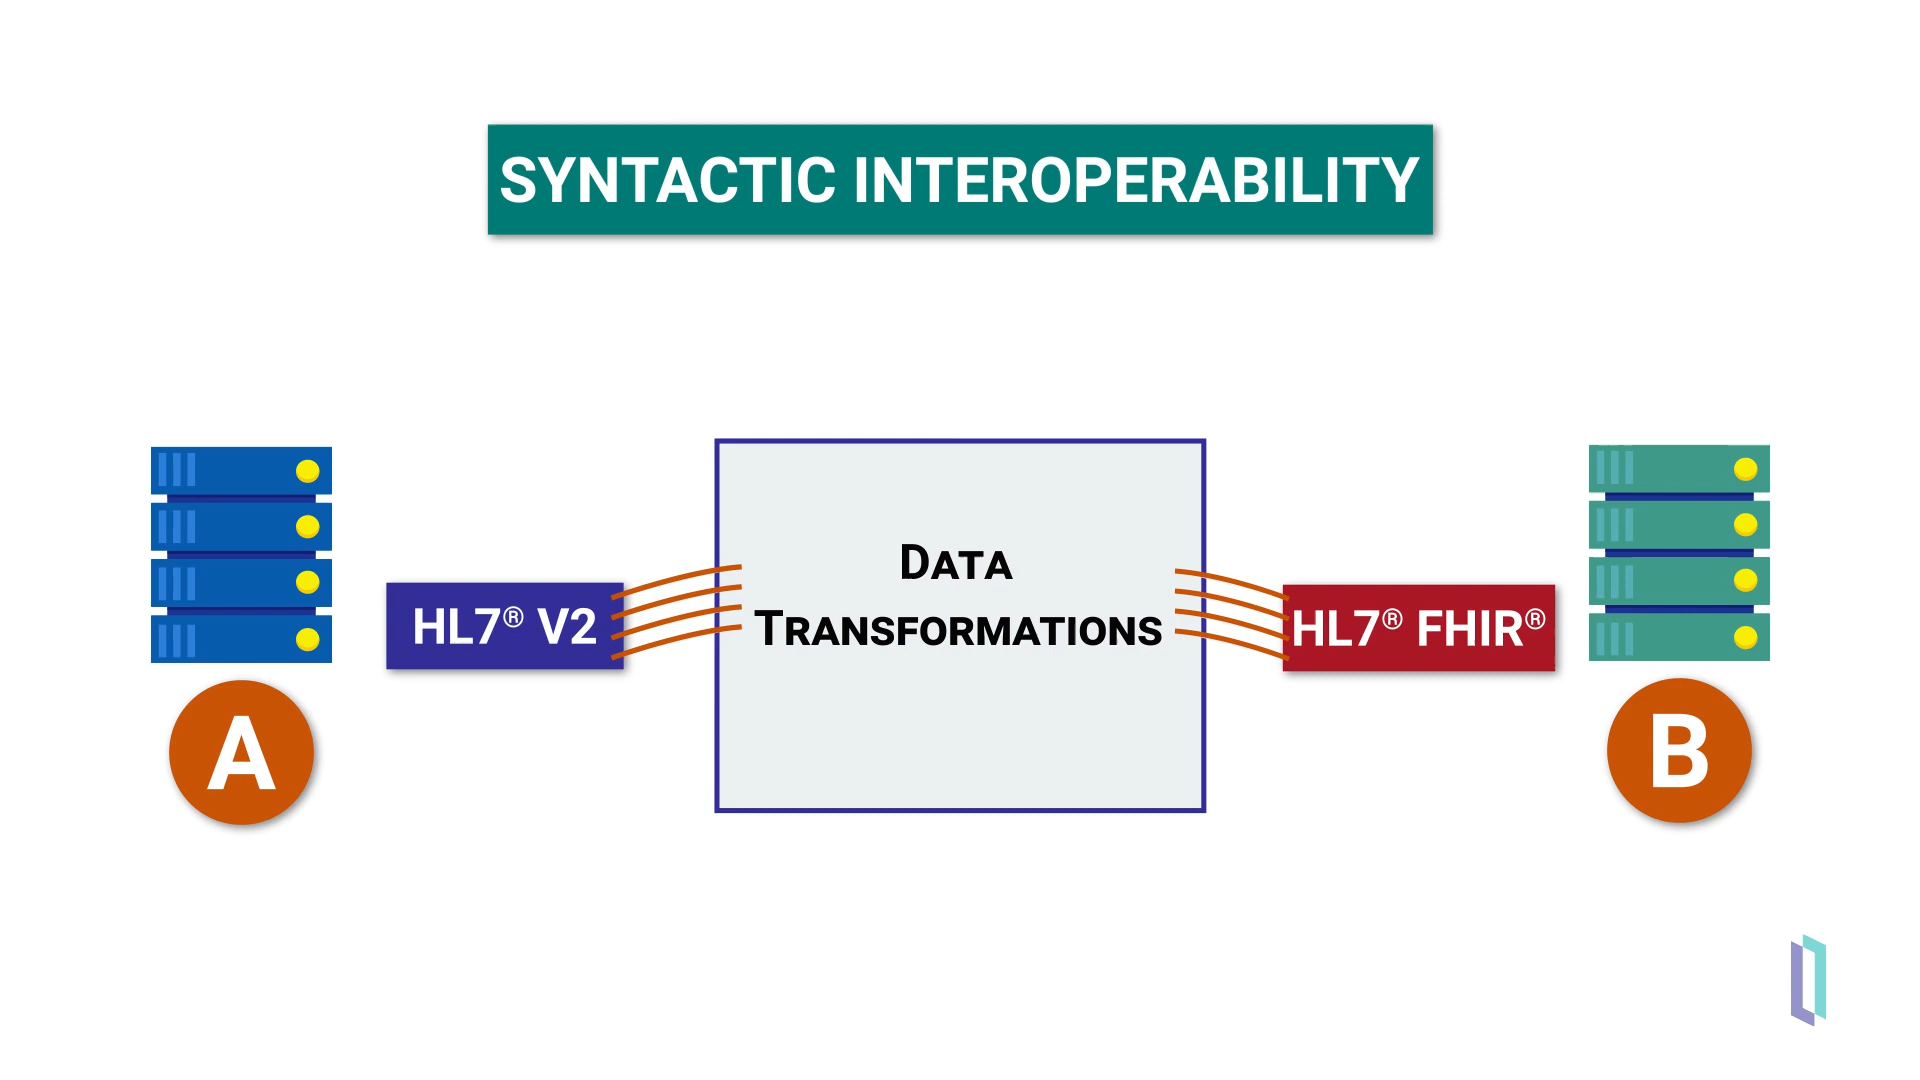 SYNTACTIC INTEROPERABILITY
Data
Transformations
HL7® V2
HL7® FHIR®
A
B